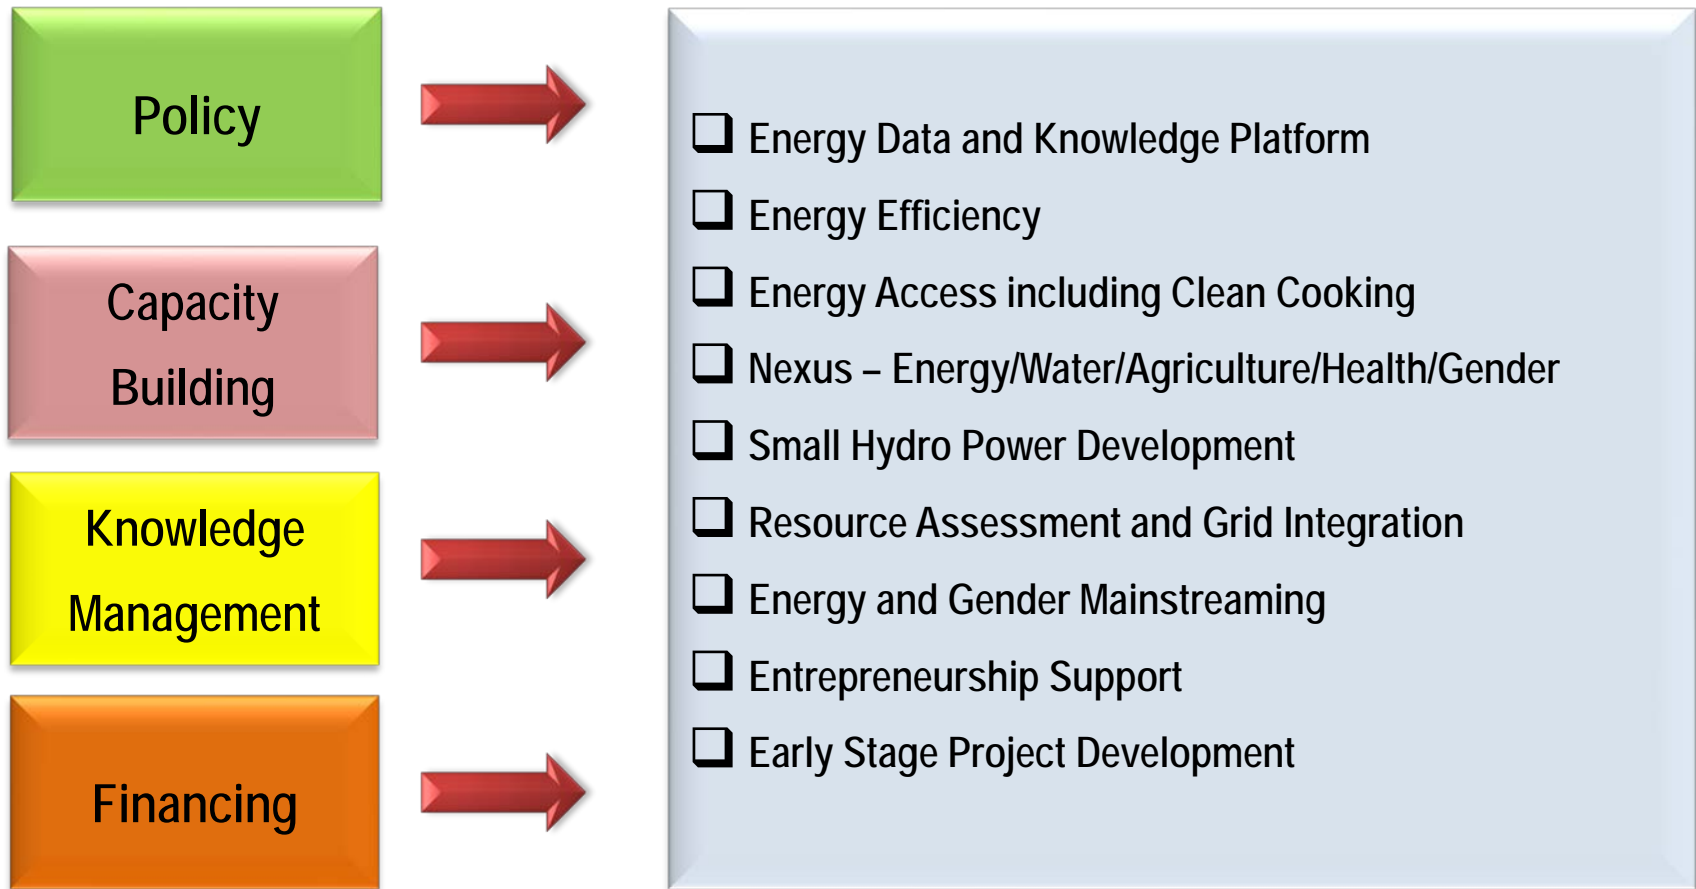 Policy
Capacity
Building
Knowledge
Management
Financing
Energy Data and Knowledge Platform
Energy Efficiency
Energy Access including Clean Cooking
Nexus – Energy/Water/Agriculture/Health/Gender
Small Hydro Power Development
Resource Assessment and Grid Integration
Energy and Gender Mainstreaming
Entrepreneurship Support
Early Stage Project Development